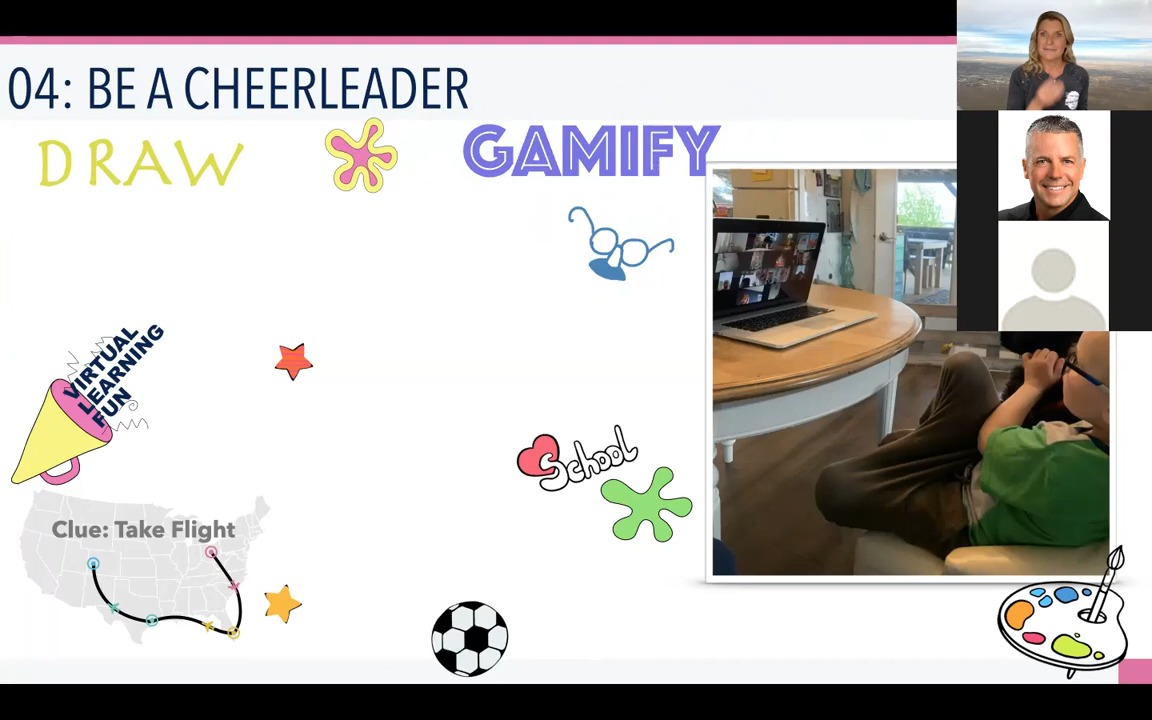 04: BE A CHEERLEADER
DRAW
GAMIFY
VIRTUAL
LEARNING
FUN
School
Clue: Take Flight